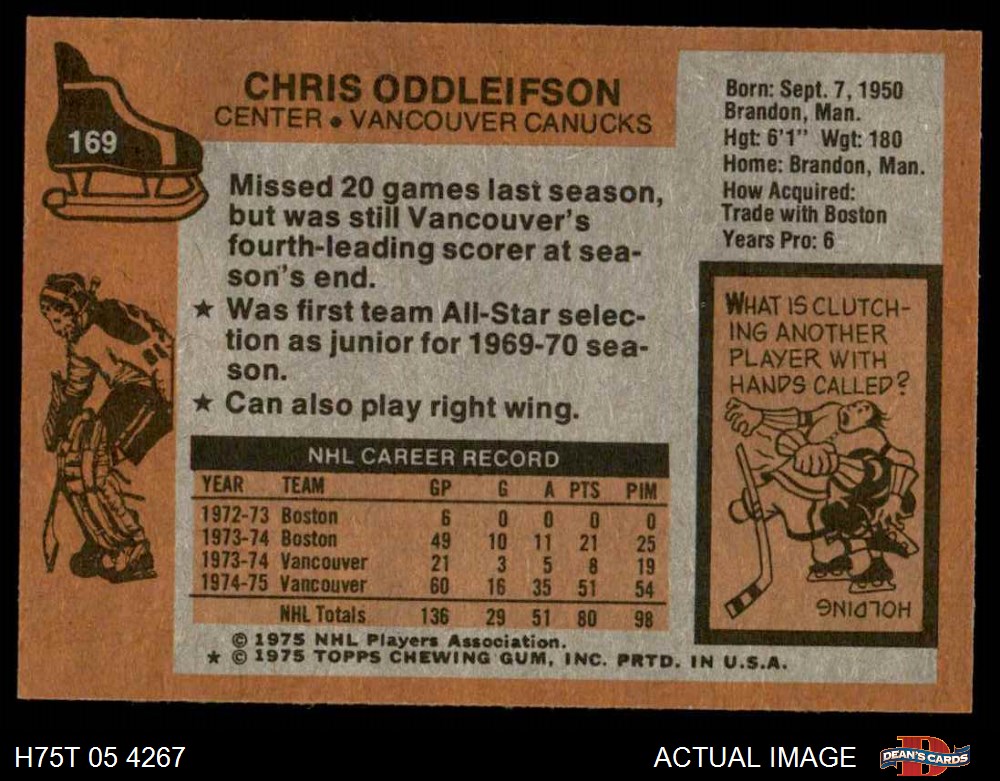 169
CHRIS ODDLEIFSON
CENTER • VANCOUVER CANUCKS
Missed 20 games last season,
but was still Vancouver's
fourth-leading scorer at sea-
son's end.
★ Was first team All-Star selec-
tion as junior for 1969-70 sea-
son.
★ Can also play right wing.
NHL CAREER RECORD
YEAR TEAM GP G A PTS PIM
1972-73 Boston 6 0 0 0 0
1973-74 Boston 49 10 11 21 25
1973-74 Vancouver 21 3 5 8 19
1974-75 Vancouver 60 16 35 51 54
NHL Totals 136 29 51 80 98
© 1975 NHL Players Association.
★ © 1975 TOPPS CHEWING GUM, INC. PRTD. IN U.S.A.
Born: Sept. 7, 1950
Brandon, Man.
Hgt: 6'1" Wgt: 180
Home: Brandon, Man.
How Acquired:
Trade with Boston
Years Pro: 6
WHAT IS CLUTCH-
ING ANOTHER
PLAYER WITH
HANDS CALLED?
HOLDING
H75T 05 4267
ACTUAL IMAGE
DEAN'S CARDS